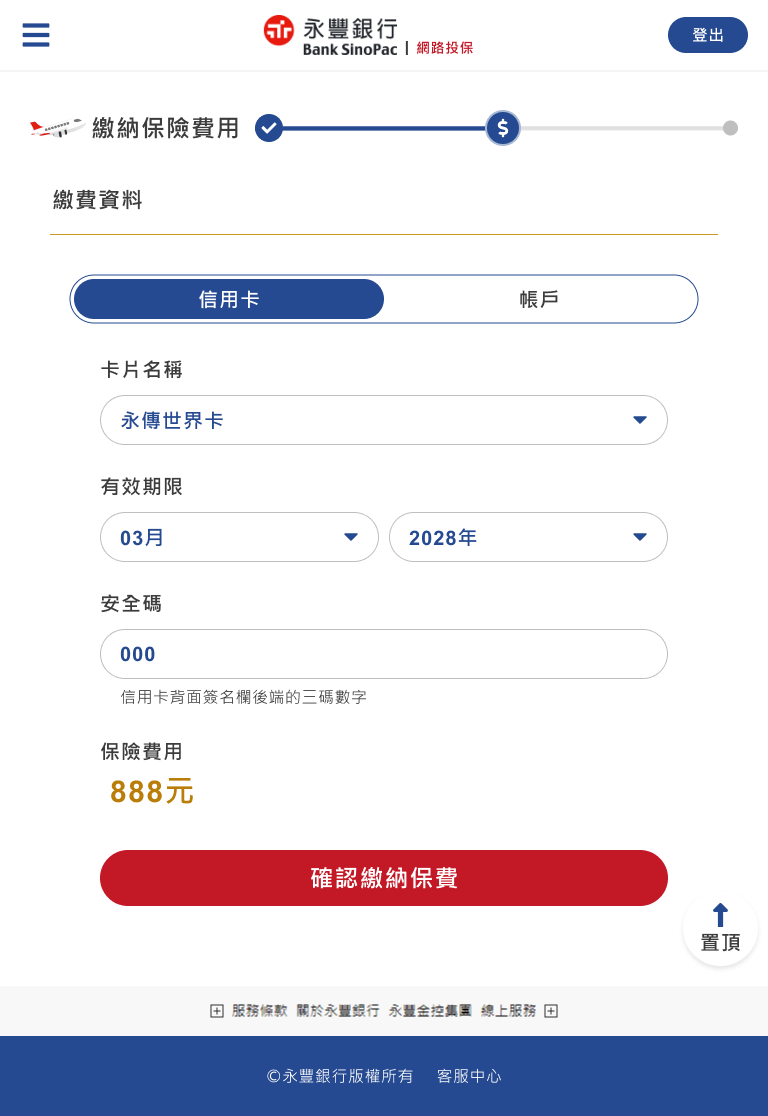 永豐銀行
Bank SinoPac | 網路投保
登出
繳納保險費用
$
繳費資料
信用卡
帳戶
卡片名稱
永傳世界卡
有效期限
03月
2028年
安全碼
000
信用卡背面簽名欄後端的三碼數字
保險費用
888元
確認繳納保費
置頂
服務條款 關於永豐銀行 永豐金控集團 線上服務
©永豐銀行版權所有 客服中心